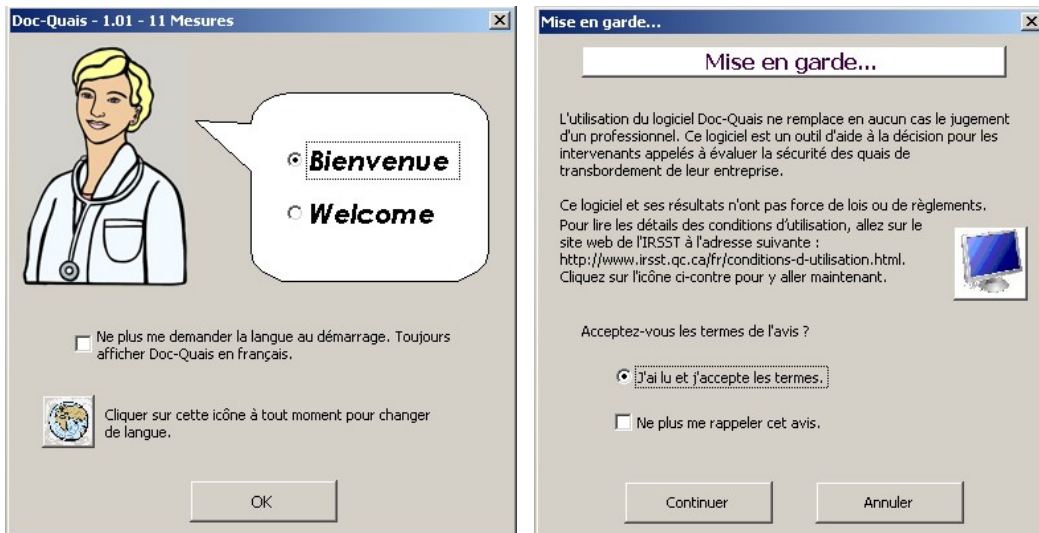 Doc-Quais - 1.01 - 11 Mesures
Bienvenue
Welcome
Ne plus me demander la langue au démarrage. Toujours
afficher Doc-Quais en français.
Cliquer sur cette icône à tout moment pour changer
de langue.
OK
Mise en garde...
Mise en garde...
L'utilisation du logiciel Doc-Quais ne remplace en aucun cas le jugement
d'un professionnel. Ce logiciel est un outil d'aide à la décision pour les
intervenants appelés à évaluer la sécurité des quais de
transbordement de leur entreprise.
Ce logiciel et ses résultats n'ont pas force de lois ou de règlements.
Pour lire les détails des conditions d'utilisation, allez sur le
site web de l'IRSST à l'adresse suivante :
http://www.irsst.qc.ca/fr/conditions-d-utilisation.html.
Cliquez sur l'icône ci-contre pour y aller maintenant.
Acceptez-vous les termes de l'avis ?
J'ai lu et j'accepte les termes.
Ne plus me rappeler cet avis.
Continuer
Annuler